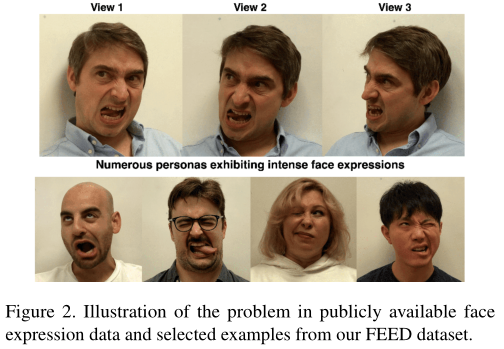 View 1 View 2 View 3
Numerous personas exhibiting intense face expressions
Figure 2. Illustration of the problem in publicly available face
expression data and selected examples from our FEED dataset.